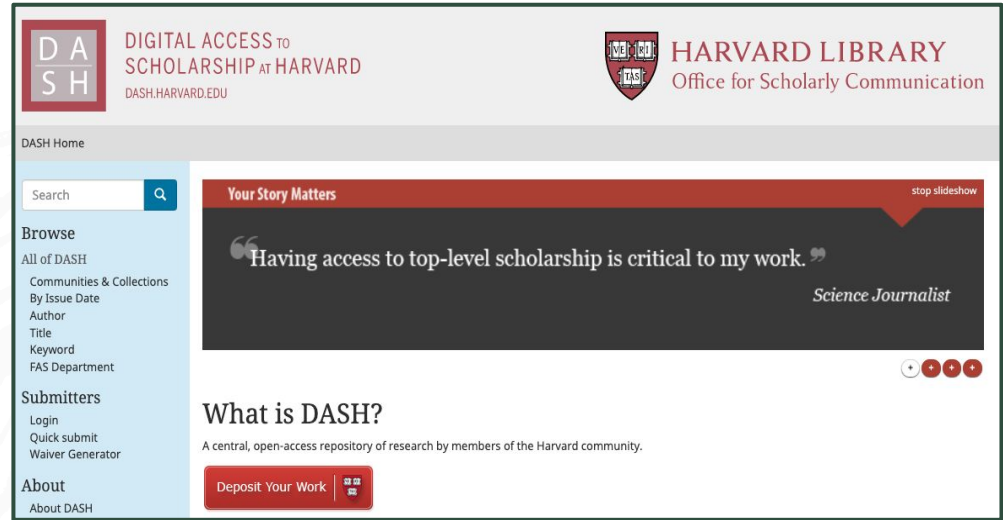 D A
S H
DIGITAL ACCESS TO
SCHOLARSHIP AT HARVARD
DASH.HARVARD.EDU
VE RI
TAS
HARVARD LIBRARY
Office for Scholarly Communication
DASH Home
Search
Browse
All of DASH
Communities & Collections
By Issue Date
Author
Title
Keyword
FAS Department
Submitters
Login
Quick submit
Waiver Generator
About
About DASH
Your Story Matters
stop slideshow
“Having access to top-level scholarship is critical to my work.”
Science Journalist
+ + + +
What is DASH?
A central, open-access repository of research by members of the Harvard community.
Deposit Your Work